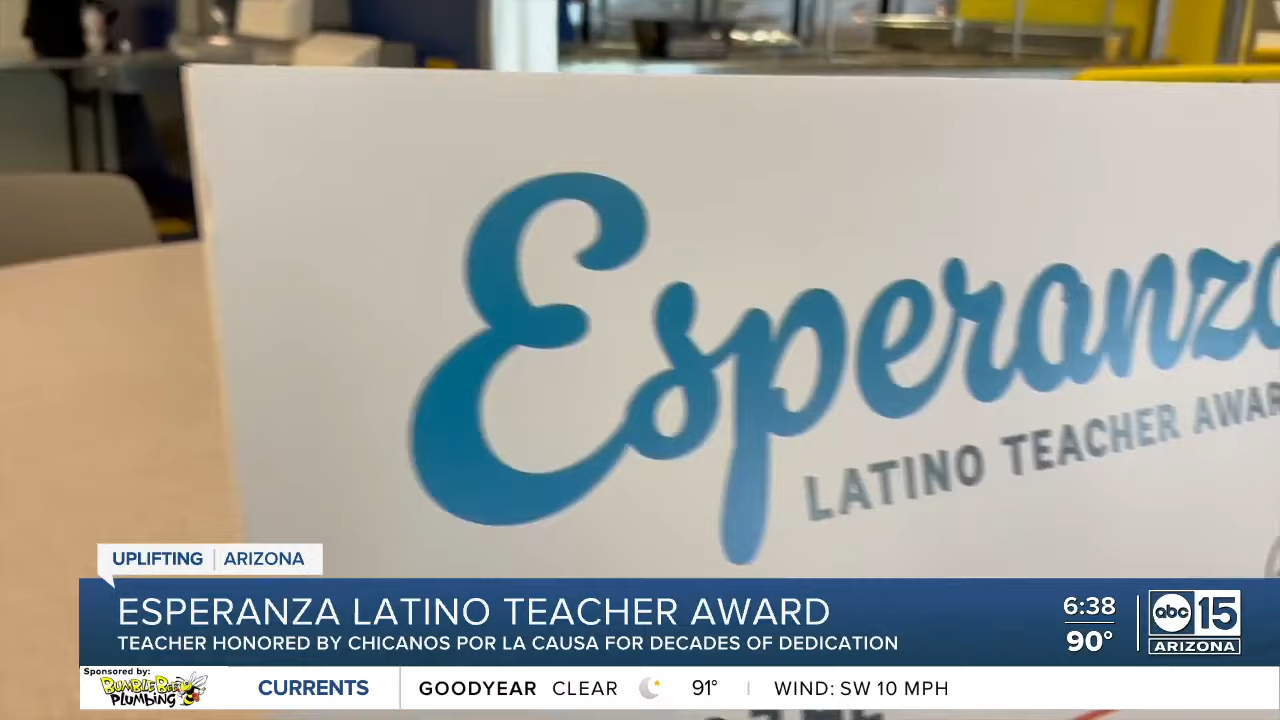 Esperanza
LATINO TEACHER AWAR
UPLIFTING | ARIZONA
ESPERANZA LATINO TEACHER AWARD
TEACHER HONORED BY CHICANOS POR LA CAUSA FOR DECADES OF DEDICATION
6:38
90°
abc 15
ARIZONA
Sponsored by:
BUMBLE BEE
PLUMBING
CURRENTS
GOODYEAR CLEAR 91° WIND: SW 10 MPH